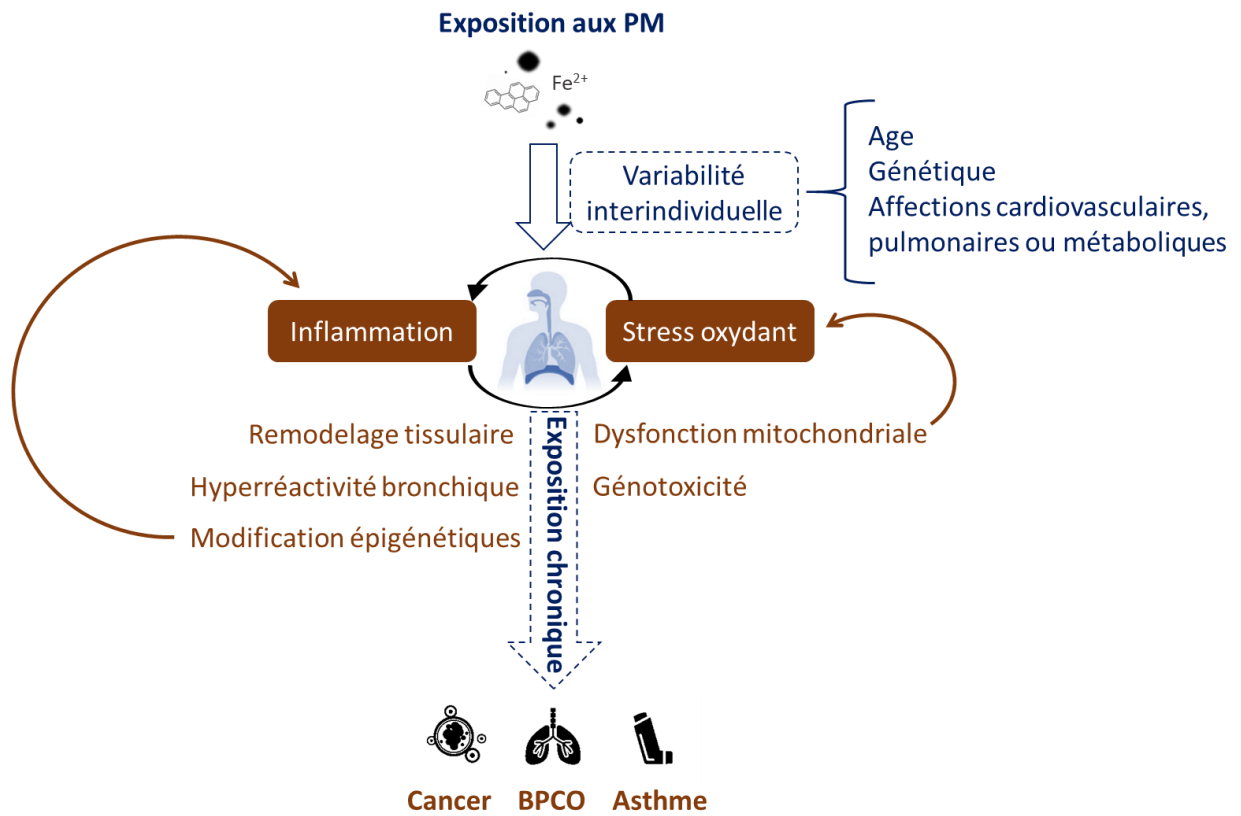 Exposition aux PM
Fe²⁺
Variabilité
interindividuelle
Age
Génétique
Affections cardiovasculaires,
pulmonaires ou métaboliques
Inflammation
Stress oxydant
Remodelage tissulaire
Dysfonction mitochondriale
Hyperréactivité bronchique
Génotoxicité
Modification épigénétiques
Exposition chronique
Cancer
BPCO
Asthme